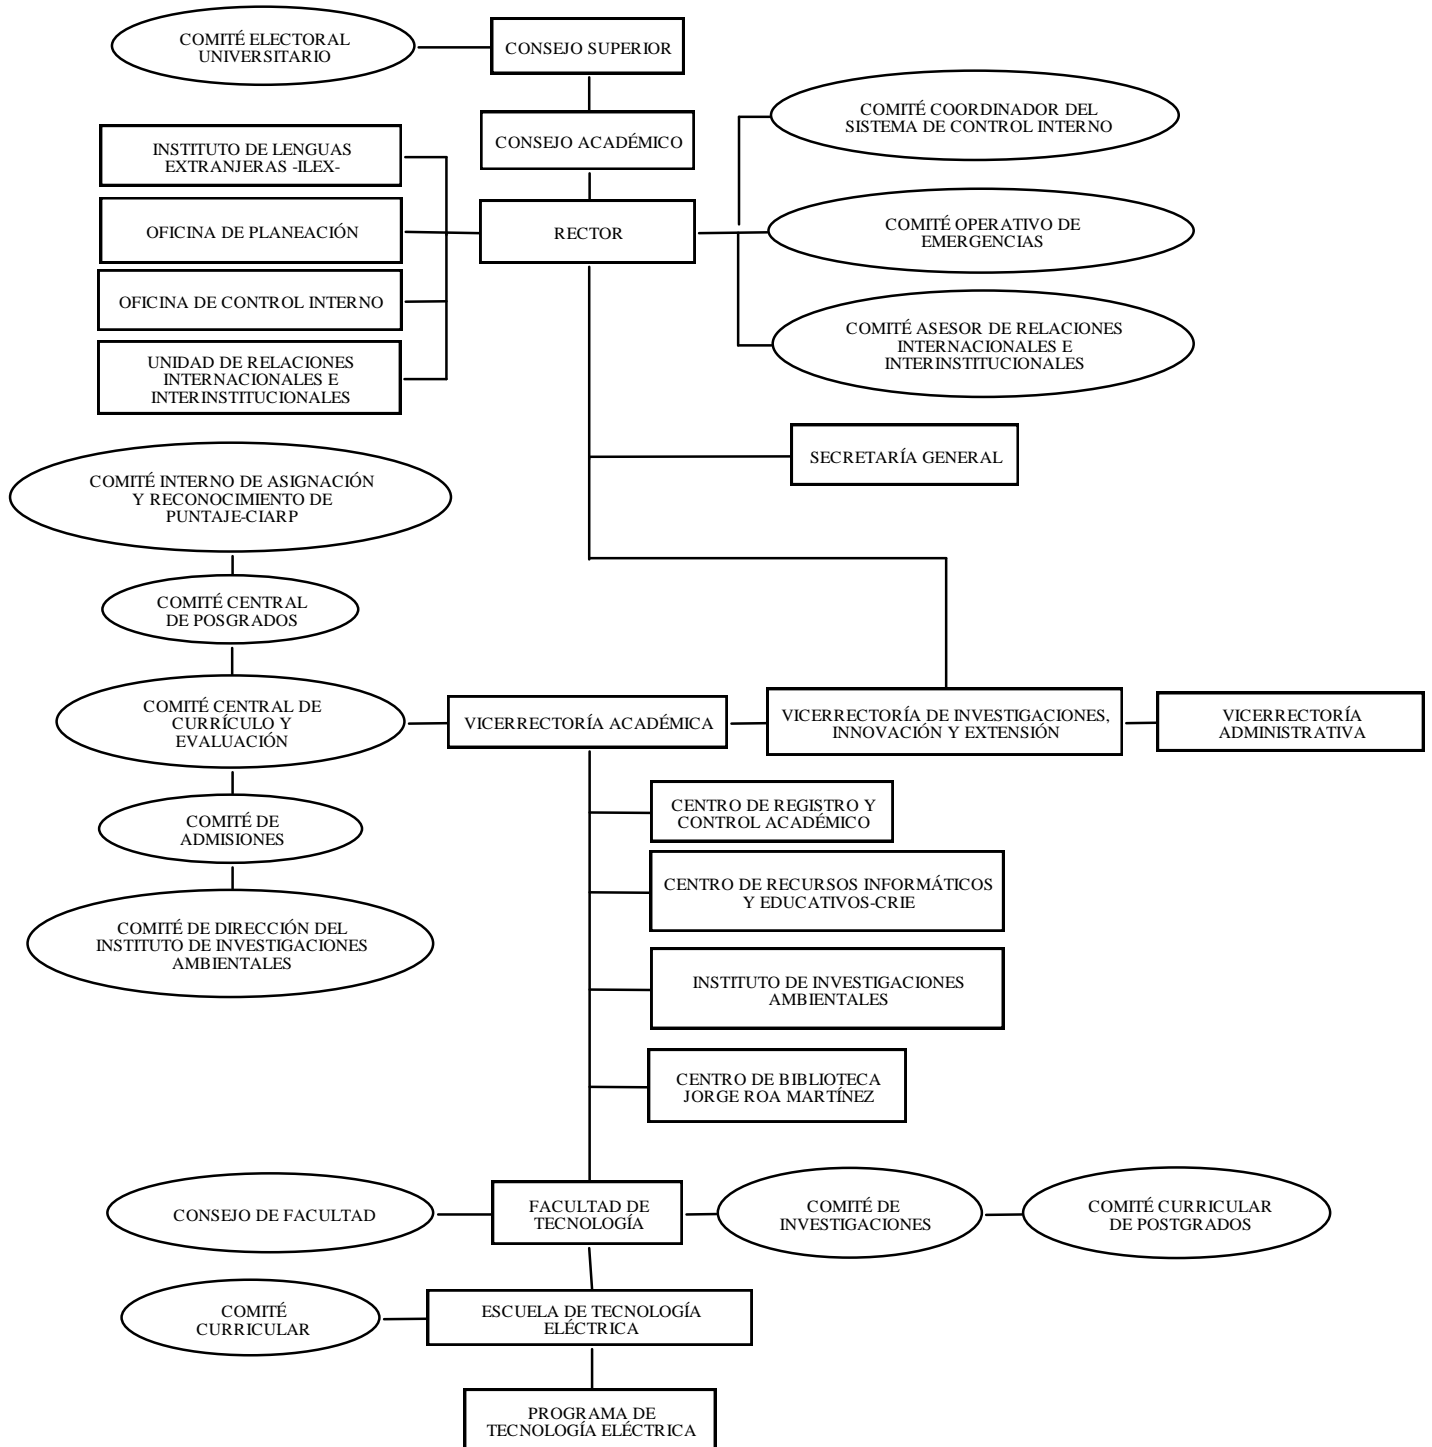 COMITÉ ELECTORAL
UNIVERSITARIO
CONSEJO SUPERIOR
COMITÉ COORDINADOR DEL
SISTEMA DE CONTROL INTERNO
CONSEJO ACADÉMICO
INSTITUTO DE LENGUAS
EXTRANJERAS -ILEX-
OFICINA DE PLANEACIÓN
RECTOR
COMITÉ OPERATIVO DE
EMERGENCIAS
OFICINA DE CONTROL INTERNO
COMITÉ ASESOR DE RELACIONES
INTERNACIONALES E
INTERINSTITUCIONALES
UNIDAD DE RELACIONES
INTERNACIONALES E
INTERINSTITUCIONALES
SECRETARÍA GENERAL
COMITÉ INTERNO DE ASIGNACIÓN
Y RECONOCIMIENTO DE
PUNTAJE-CIARP
COMITÉ CENTRAL
DE POSGRADOS
COMITÉ CENTRAL DE
CURRÍCULO Y
EVALUACIÓN
VICERRECTORÍA ACADÉMICA
VICERRECTORÍA DE INVESTIGACIONES,
INNOVACIÓN Y EXTENSIÓN
VICERRECTORÍA
ADMINISTRATIVA
CENTRO DE REGISTRO Y
CONTROL ACADÉMICO
COMITÉ DE
ADMISIONES
CENTRO DE RECURSOS INFORMÁTICOS
Y EDUCATIVOS-CRIE
COMITÉ DE DIRECCIÓN DEL
INSTITUTO DE INVESTIGACIONES
AMBIENTALES
INSTITUTO DE INVESTIGACIONES
AMBIENTALES
CENTRO DE BIBLIOTECA
JORGE ROA MARTÍNEZ
CONSEJO DE FACULTAD
FACULTAD DE
TECNOLOGÍA
COMITÉ DE
INVESTIGACIONES
COMITÉ CURRICULAR
DE POSTGRADOS
COMITÉ
CURRICULAR
ESCUELA DE TECNOLOGÍA
ELÉCTRICA
PROGRAMA DE
TECNOLOGÍA ELÉCTRICA